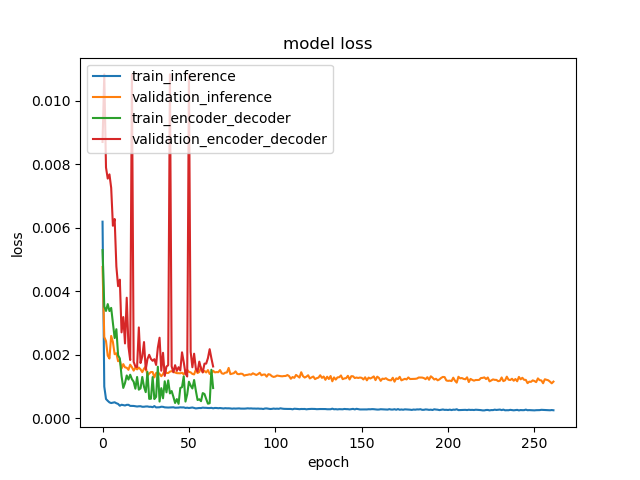 model loss
train_inference
validation_inference
train_encoder_decoder
validation_encoder_decoder
0.010
0.008
0.006
0.004
0.002
0.000
loss
0 50 100 150 200 250
epoch